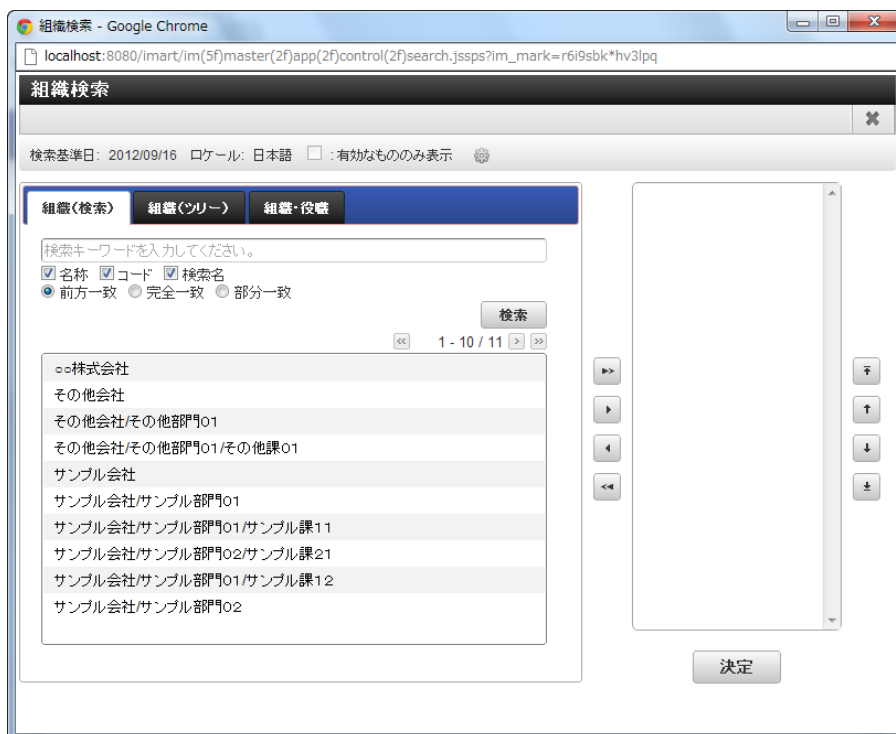 組織検索 - Google Chrome
localhost:8080/imart/im(5f)master(2f)app(2f)control(2f)search.jssps?im_mark=r6i9sbk*hv3lpq
組織検索
検索基準日: 2012/09/16 ロケール: 日本語 :有効なもののみ表示
組織(検索) 組織(ツリー) 組織・役職
検索キーワードを入力してください。
名称 コード 検索名
前方一致 完全一致 部分一致
検索
1 - 10 / 11
○○株式会社
その他会社
その他会社/その他部門01
その他会社/その他部門01/その他課01
サンプル会社
サンプル会社/サンプル部門01
サンプル会社/サンプル部門01/サンプル課11
サンプル会社/サンプル部門02/サンプル課21
サンプル会社/サンプル部門01/サンプル課12
サンプル会社/サンプル部門02
決定